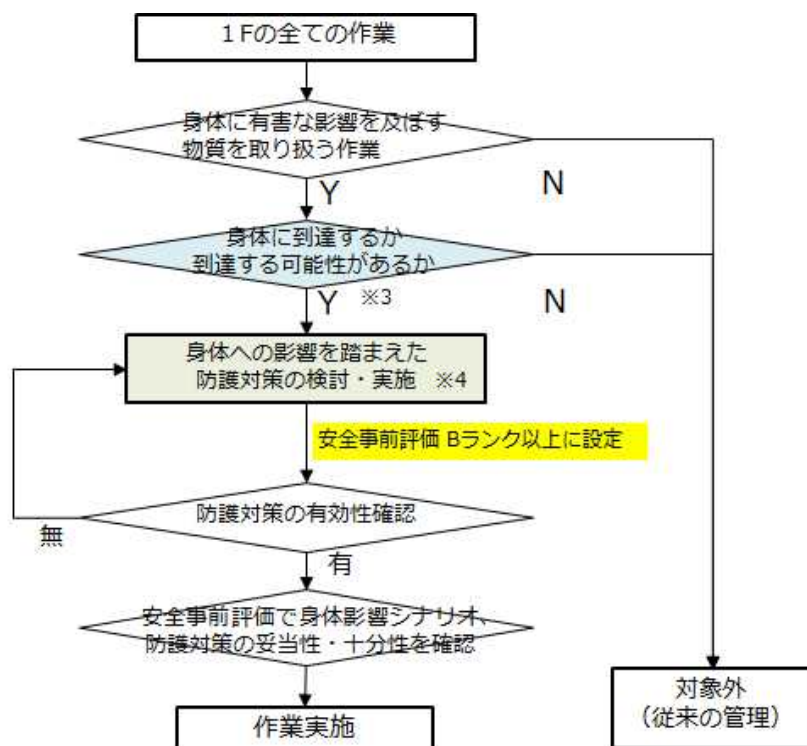 １Fの全ての作業
身体に有害な影響を及ぼす
物質を取り扱う作業
Y
N
身体に到達するか
到達する可能性があるか
Y
※3
N
身体への影響を踏まえた
防護対策の検討・実施 ※4
安全事前評価 Bランク以上に設定
防護対策の有効性確認
無
有
安全事前評価で身体影響シナリオ、
防護対策の妥当性・十分性を確認
対象外
（従来の管理）
作業実施